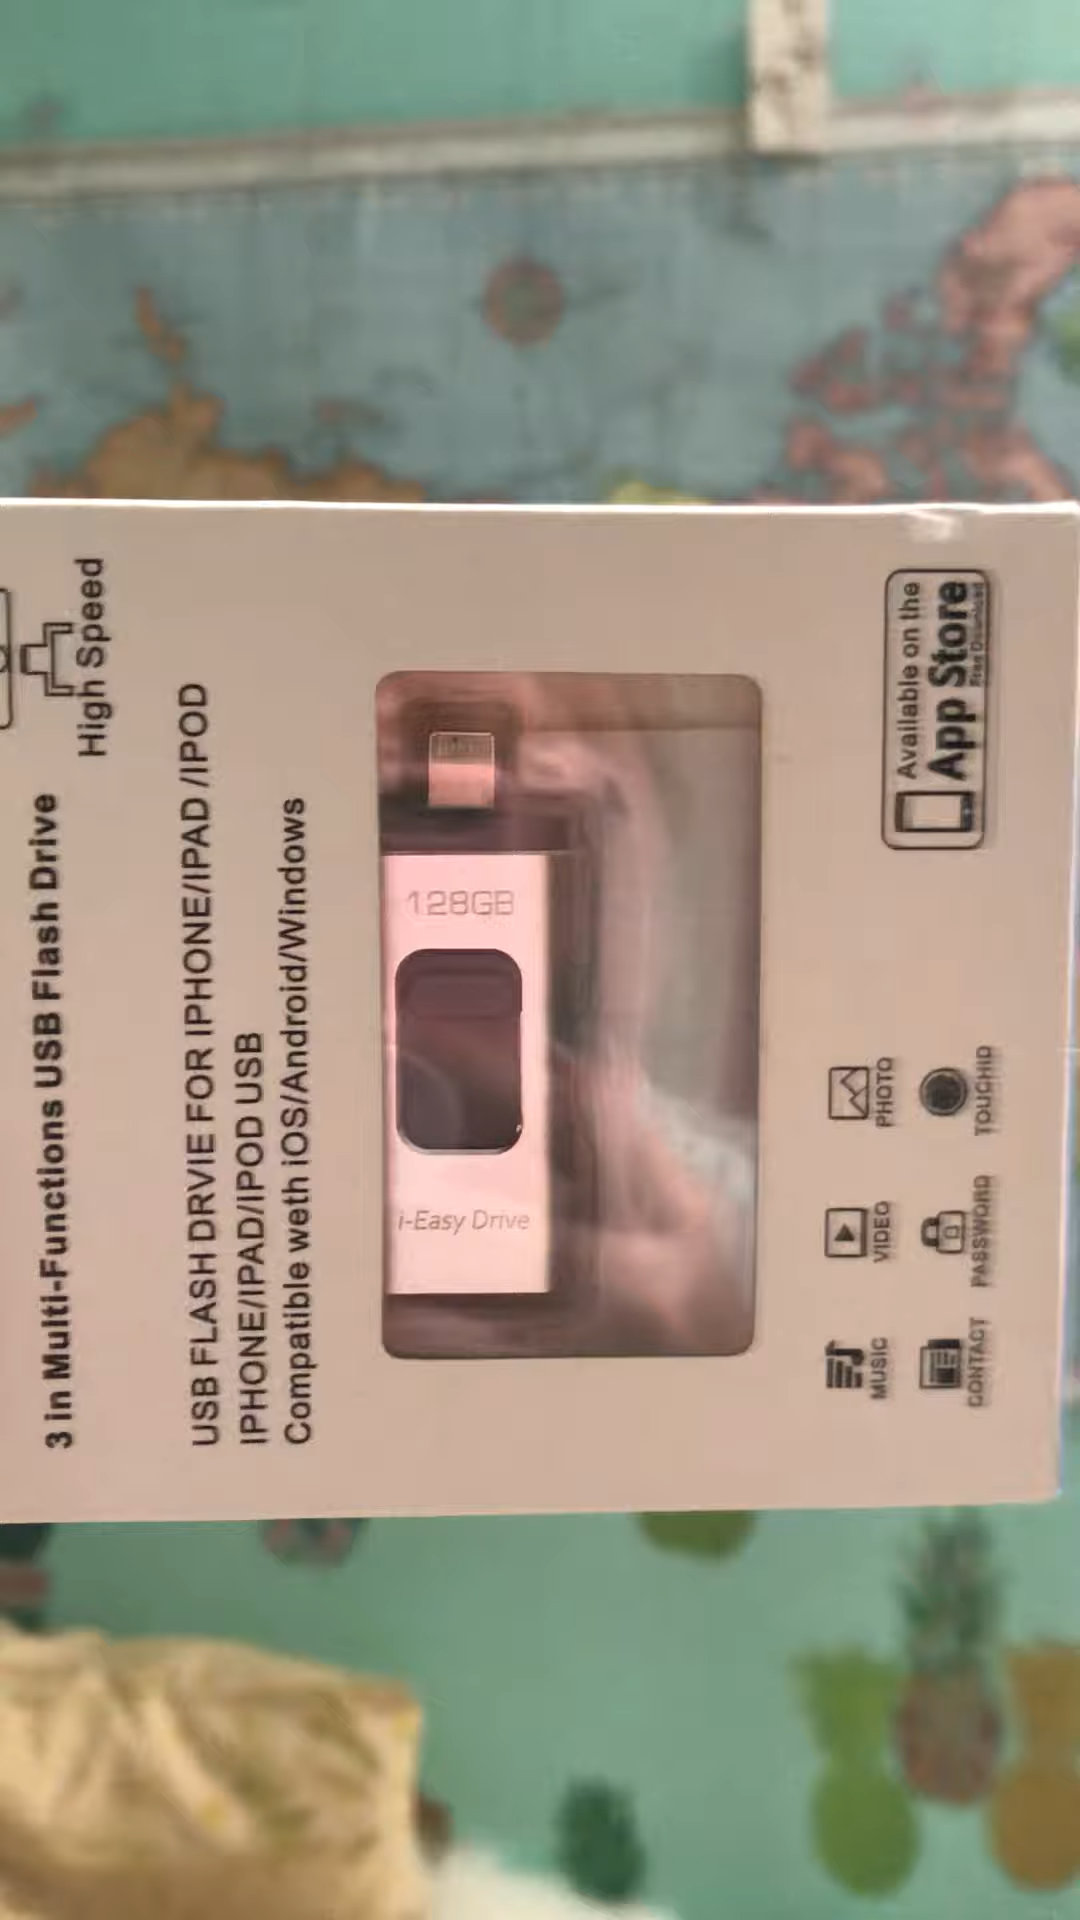 High Speed
3 in Multi-Functions USB Flash Drive
USB FLASH DRVIE FOR IPHONE/IPAD /IPOD
IPHONE/IPAD/IPOD USB
Compatible weth iOS/Android/Windows
128GB
i-Easy Drive
MUSIC
VIDEO
PHOTO
CONTACT
PASSWORD
TOUCHID
Available on the
App Store
Free Download